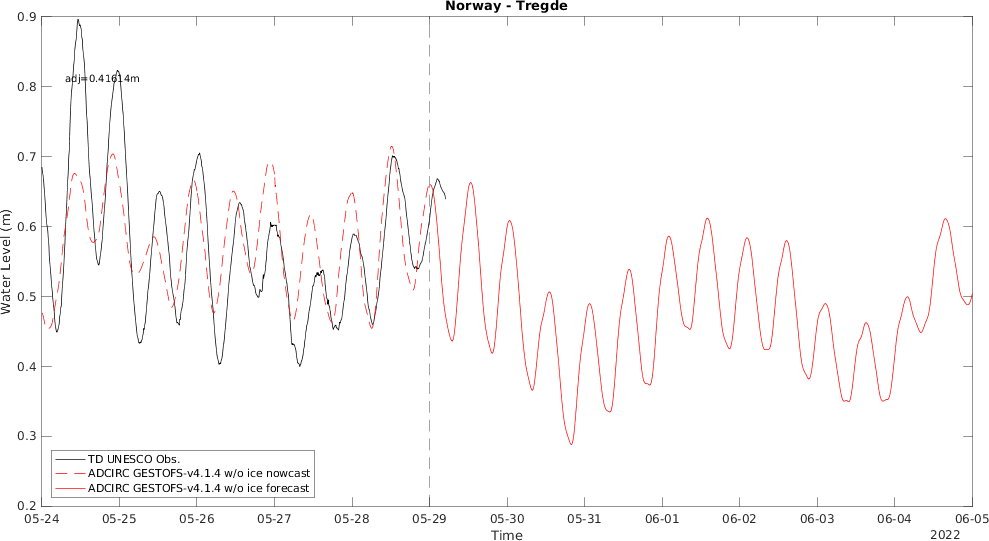 Norway - Tregde
0.9
0.8
0.7
0.6
0.5
0.4
0.3
0.2
Water Level (m)
adj=0.41614m
TD UNESCO Obs.
ADCIRC GESTOFS-v4.1.4 w/o ice nowcast
ADCIRC GESTOFS-v4.1.4 w/o ice forecast
05-24 05-25 05-26 05-27 05-28 05-29 05-30 05-31 06-01 06-02 06-03 06-04 06-05
Time
2022